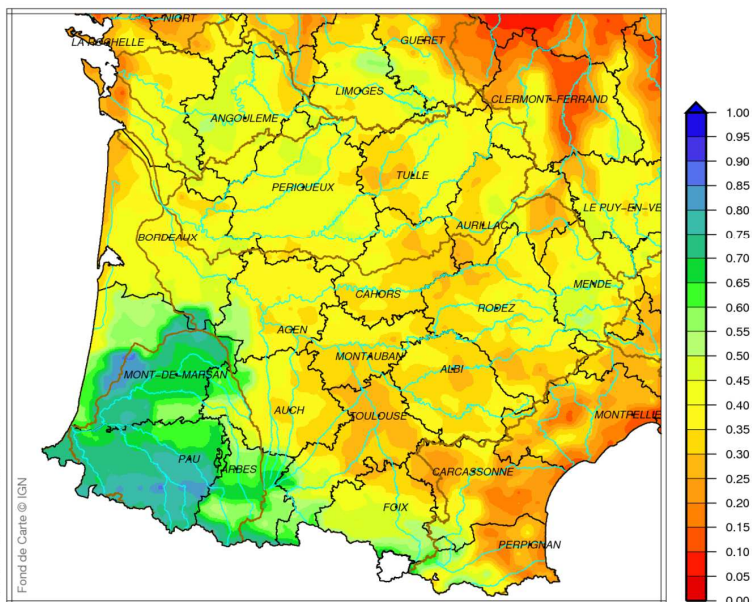 NIORT
LA ROCHELLE
GUERET
LIMOGES
CLERMONT-FERRAND
ANGOULEME
PERIGUEUX
TULLE
LE PUY-EN-VE
AURILLAC
BORDEAUX
MENDE
CAHORS
RODEZ
AGEN
MONTAUBAN
ALBI
MONT-DE-MARSAN
AUCH
TOULOUSE
MONTPELLIE
PAU
ARBES
CARCASSONNE
FOIX
PERPIGNAN
Fond de Carte © IGN
1.00
0.95
0.90
0.85
0.80
0.75
0.70
0.65
0.60
0.55
0.50
0.45
0.40
0.35
0.30
0.25
0.20
0.15
0.10
0.05
0.00